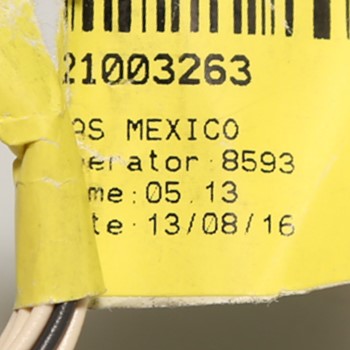 21003263
AS MEXICO
erator:8593
me:05.13
te 13/08/16